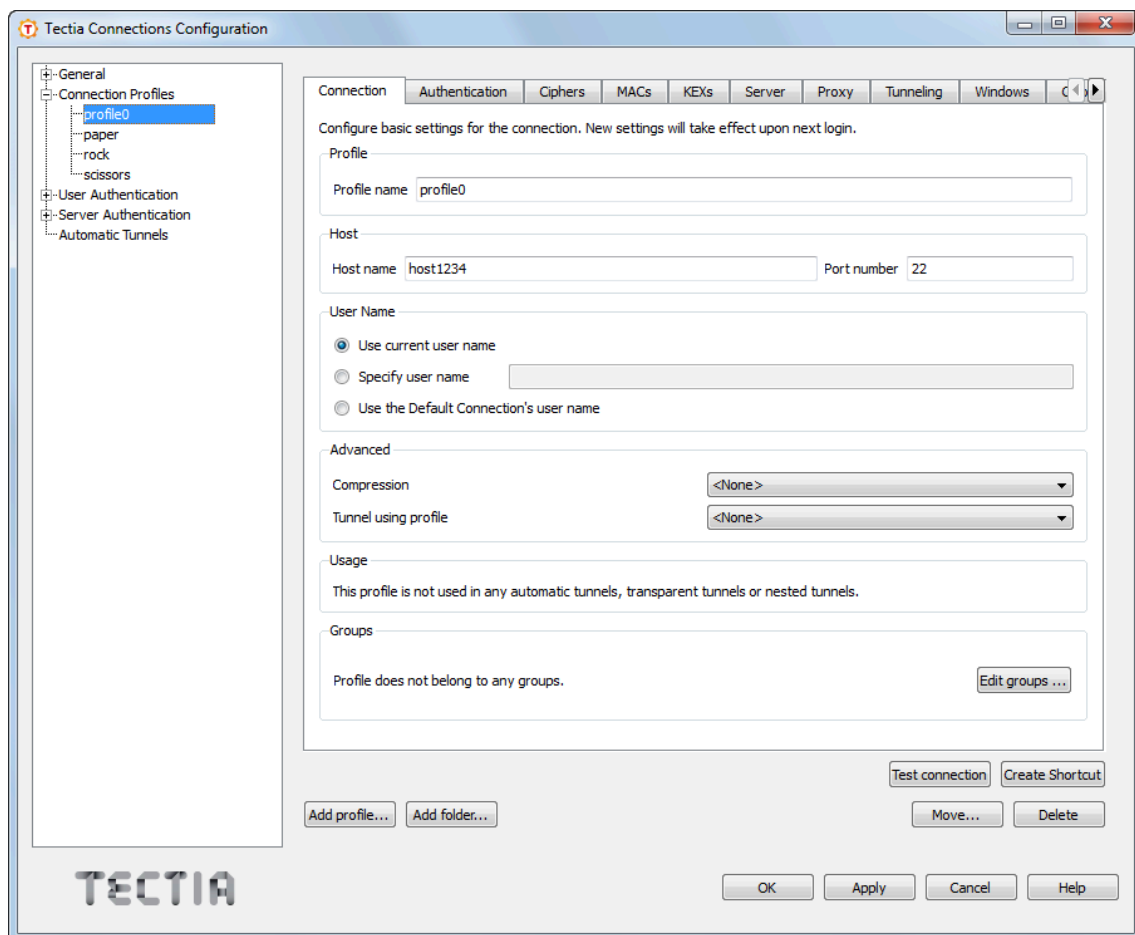 Tectia Connections Configuration
General
Connection Profiles
profile0
paper
rock
scissors
User Authentication
Server Authentication
Automatic Tunnels
Connection Authentication Ciphers MACs KEXs Server Proxy Tunneling Windows
Configure basic settings for the connection. New settings will take effect upon next login.
Profile
Profile name profile0
Host
Host name host1234 Port number 22
User Name
Use current user name
Specify user name
Use the Default Connection's user name
Advanced
Compression <None>
Tunnel using profile <None>
Usage
This profile is not used in any automatic tunnels, transparent tunnels or nested tunnels.
Groups
Profile does not belong to any groups.
Edit groups ...
Test connection Create Shortcut
Add profile... Add folder... Move... Delete
TECTIA
OK Apply Cancel Help